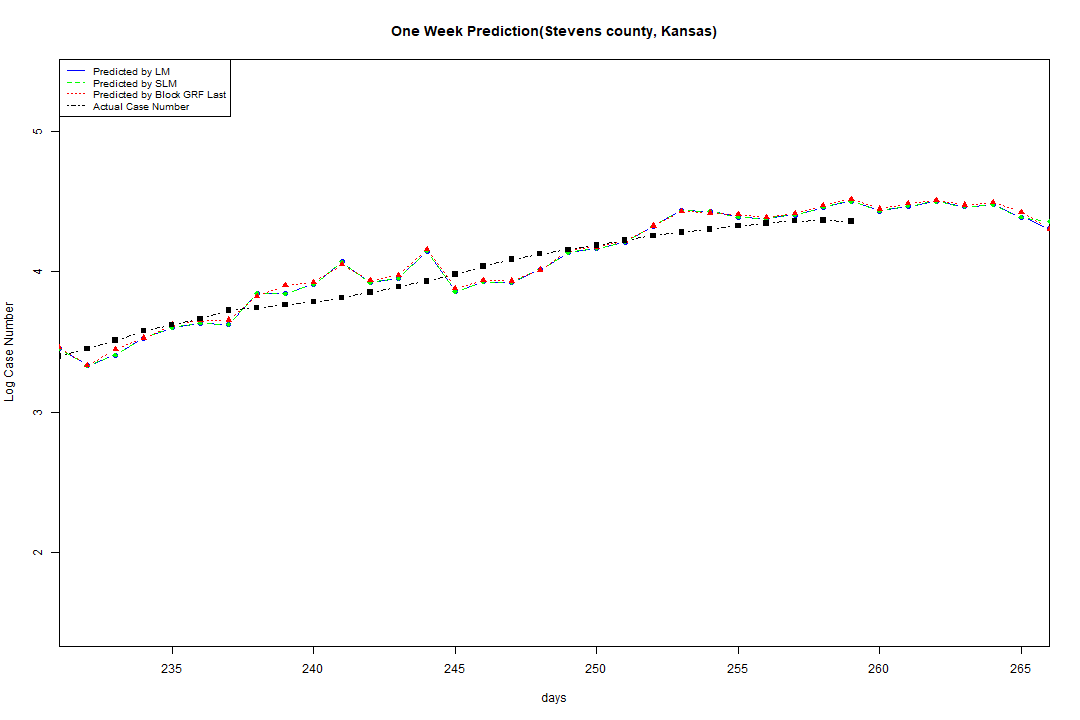 One Week Prediction(Stevens county, Kansas)
Predicted by LM
Predicted by SLM
Predicted by Block GRF Last
Actual Case Number
5
4
3
2
Log Case Number
235 240 245 250 255 260 265
days